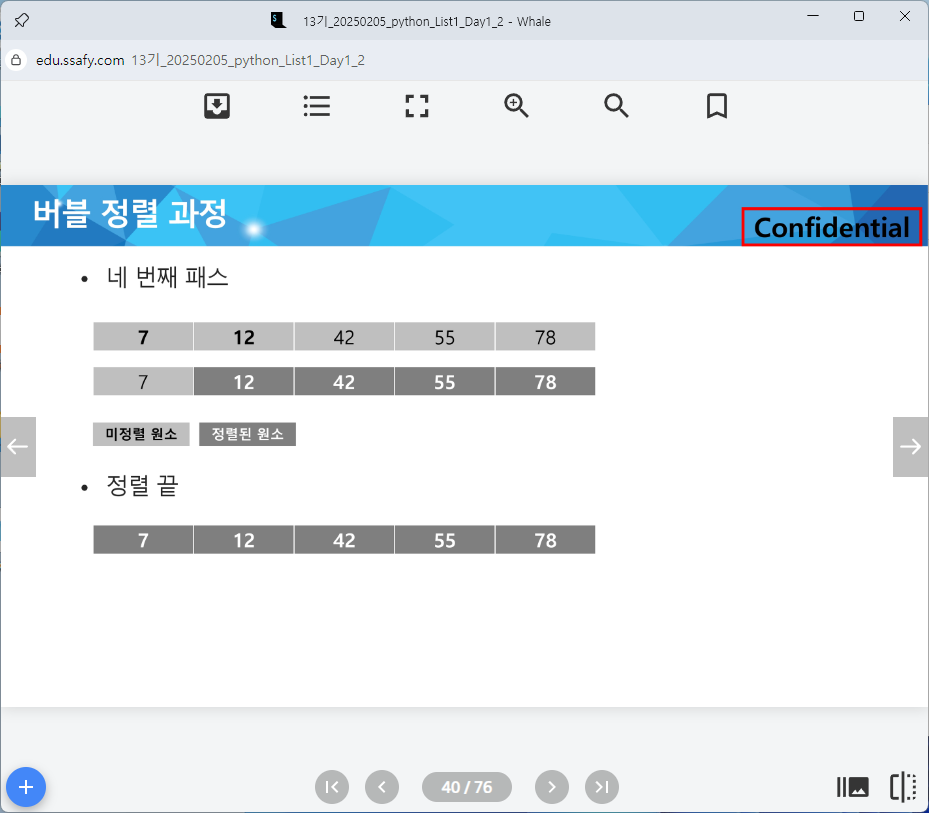 13기_20250205_python_List1_Day1_2 - Whale
edu.ssafy.com 13기_20250205_python_List1_Day1_2
버블 정렬 과정
Confidential
• 네 번째 패스
7 12 42 55 78
7 12 42 55 78
미정렬 원소 정렬된 원소
• 정렬 끝
7 12 42 55 78
40 / 76